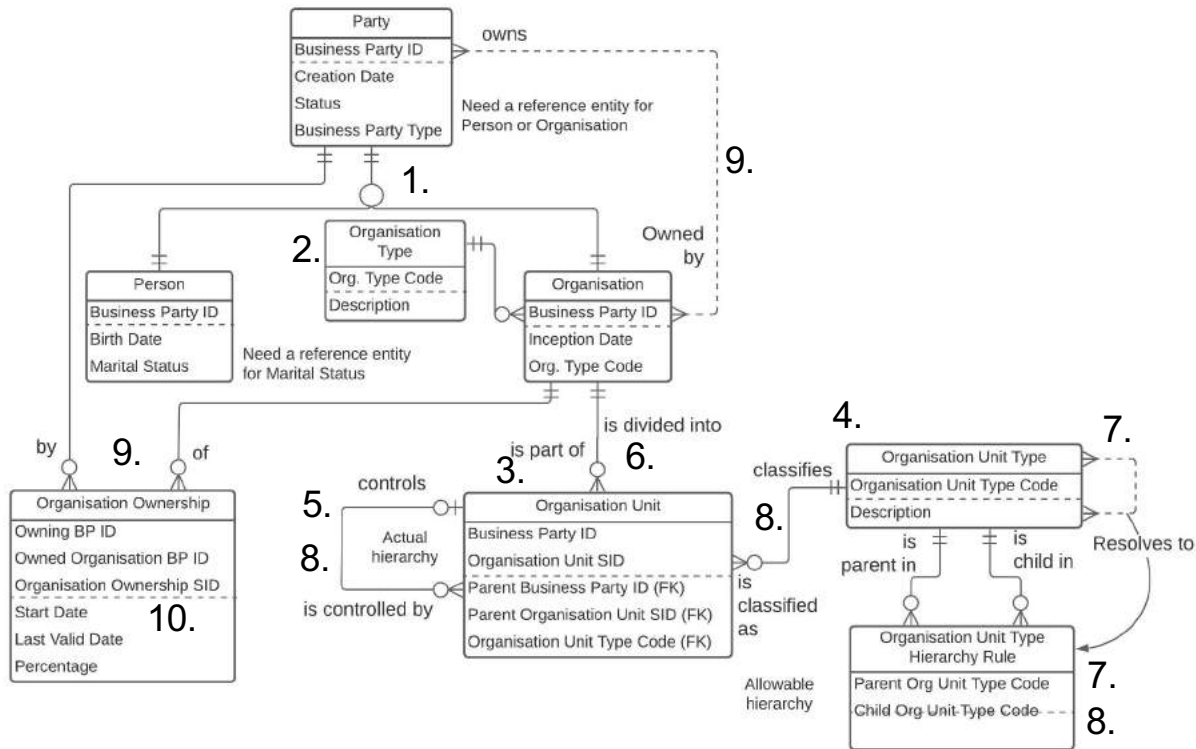 Party
owns
Business Party ID
Creation Date
Status
Business Party Type
Need a reference entity for
Person or Organisation
1.
9.
2.
Organisation
Type
Org. Type Code
Description
Owned
by
Person
Business Party ID
Birth Date
Marital Status
Need a reference entity
for Marital Status
Organisation
Business Party ID
Inception Date
Org. Type Code
by
9.
of
is divided into
is part of
6.
Organisation Ownership
Owning BP ID
Owned Organisation BP ID
Organisation Ownership SID
Start Date
Last Valid Date
Percentage
10.
controls
5.
Actual
hierarchy
8.
is controlled by
3.
Organisation Unit
Business Party ID
Organisation Unit SID
Parent Business Party ID (FK)
Parent Organisation Unit SID (FK)
Organisation Unit Type Code (FK)
classifies
8.
is
classified
as
4.
Organisation Unit Type
Organisation Unit Type Code
Description
7.
Resolves to
is
parent in
is
child in
Organisation Unit Type
Hierarchy Rule
Parent Org Unit Type Code
Child Org Unit Type Code
Allowable
hierarchy
7.
8.